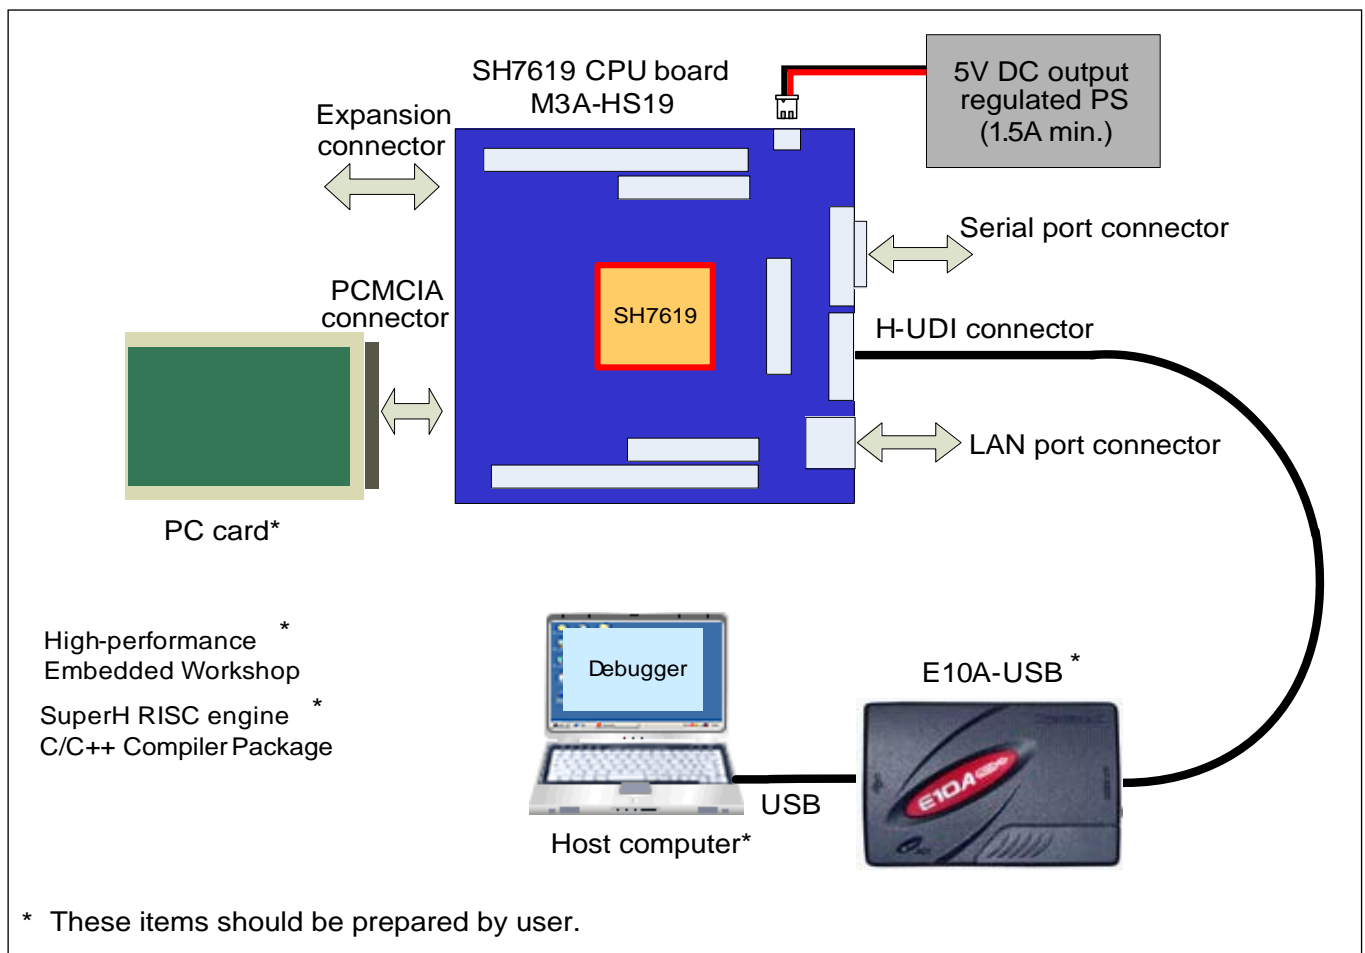 SH7619 CPU board
M3A-HS19
5V DC output
regulated PS
(1.5A min.)
Expansion
connector
Serial port connector
PCMCIA
connector
SH7619
H-UDI connector
LAN port connector
PC card*
High-performance *
Embedded Workshop
SuperH RISC engine *
C/C++ Compiler Package
Debugger
E10A-USB *
E10A
USB
Host computer*
* These items should be prepared by user.